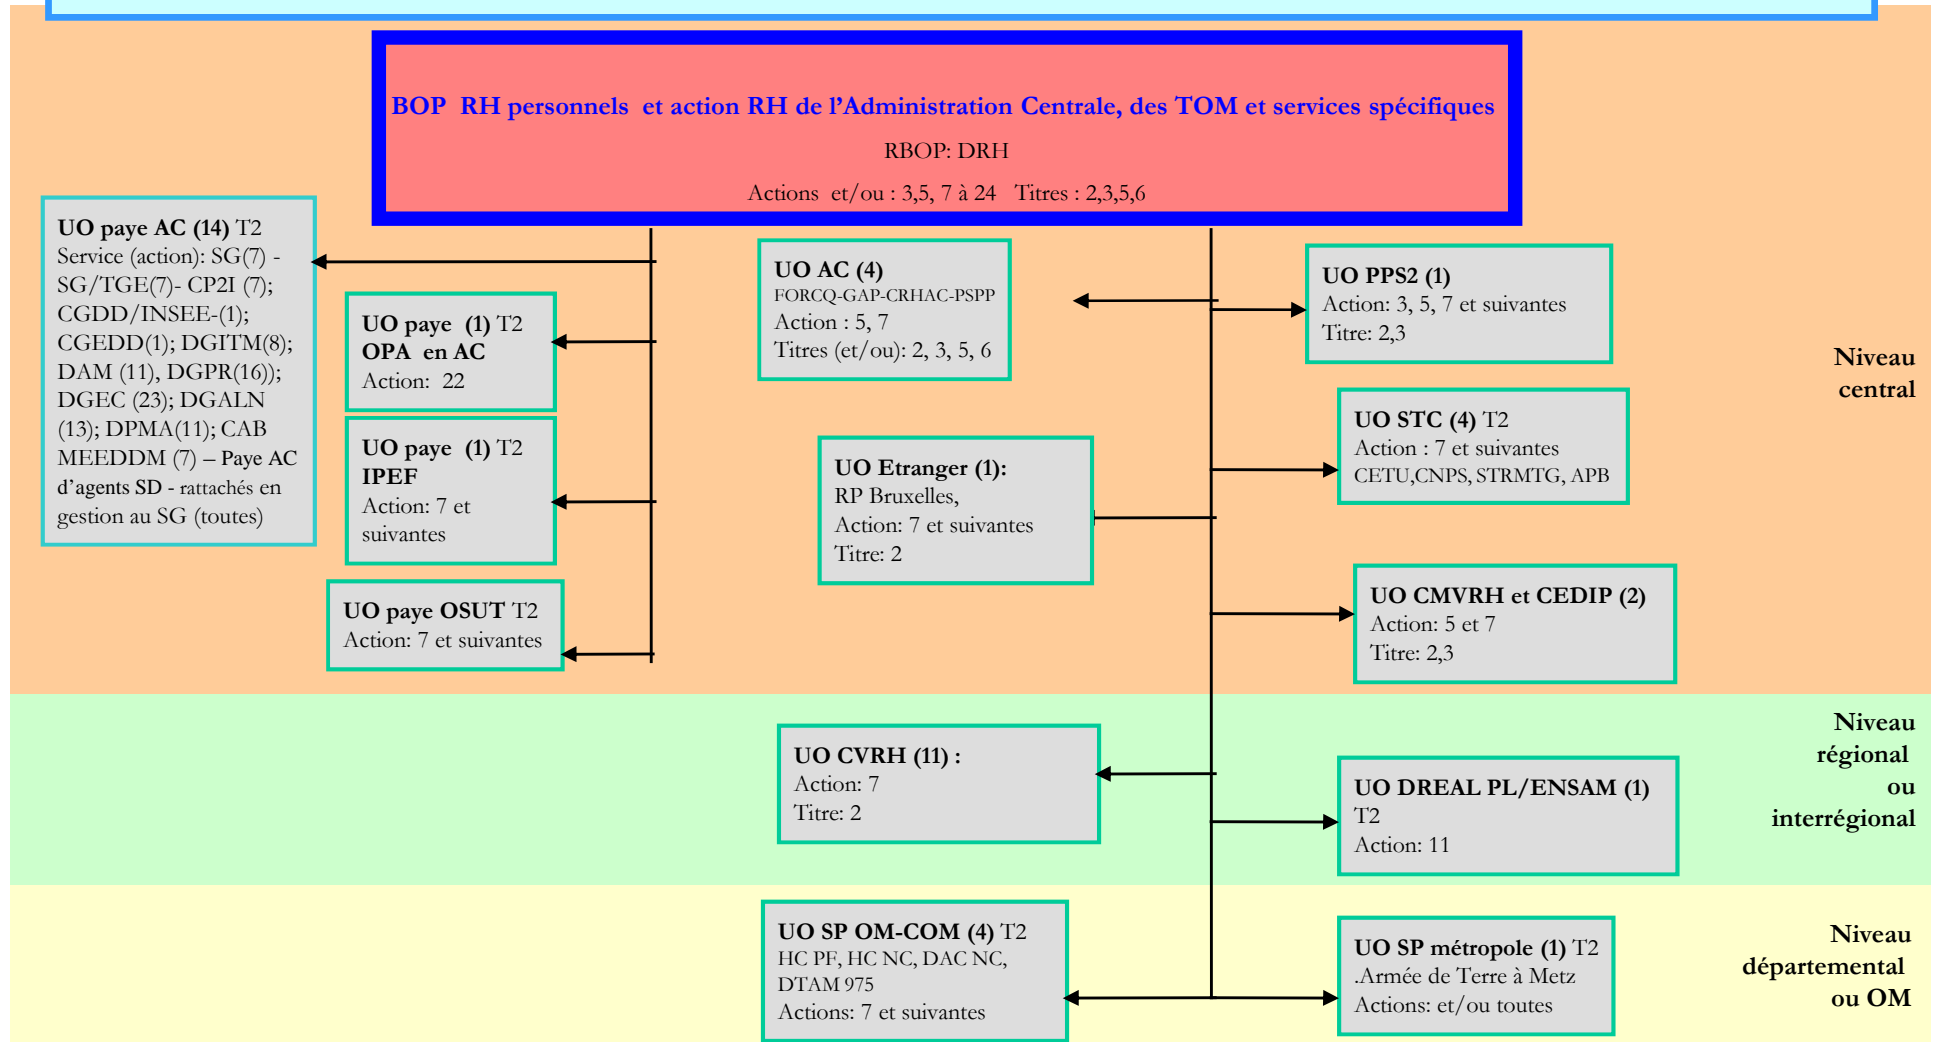 BOP RH personnels et action RH de l'Administration Centrale, des TOM et services spécifiques
RBOP: DRH
Actions et/ou : 3,5, 7 à 24 Titres : 2,3,5,6
UO paye AC (14) T2
Service (action): SG(7) -
SG/TGE(7)- CP2I (7);
CGDD/INSEE-(1);
CGEDD(1); DGITM(8);
DAM (11), DGPR(16));
DGEC (23); DGALN
(13); DPMA(11); CAB
MEEDDM (7) – Paye AC
d'agents SD - rattachés en
gestion au SG (toutes)
UO paye (1) T2
OPA en AC
Action: 22
UO paye (1) T2
IPEF
Action: 7 et
suivantes
UO paye OSUT T2
Action: 7 et suivantes
UO AC (4)
FORCQ-GAP-CRHAC-PSPP
Action : 5, 7
Titres (et/ou): 2, 3, 5, 6
UO Etranger (1):
RP Bruxelles,
Action: 7 et suivantes
Titre: 2
UO PPS2 (1)
Action: 3, 5, 7 et suivantes
Titre: 2,3
UO STC (4) T2
Action : 7 et suivantes
CETU,CNPS, STRMTG, APB
UO CMVRH et CEDIP (2)
Action: 5 et 7
Titre: 2,3
Niveau
central
UO CVRH (11) :
Action: 7
Titre: 2
UO DREAL PL/ENSAM (1)
T2
Action: 11
Niveau
régional
ou
interrégional
UO SP OM-COM (4) T2
HC PF, HC NC, DAC NC,
DTAM 975
Actions: 7 et suivantes
UO SP métropole (1) T2
.Armée de Terre à Metz
Actions: et/ou toutes
Niveau
départemental
ou OM